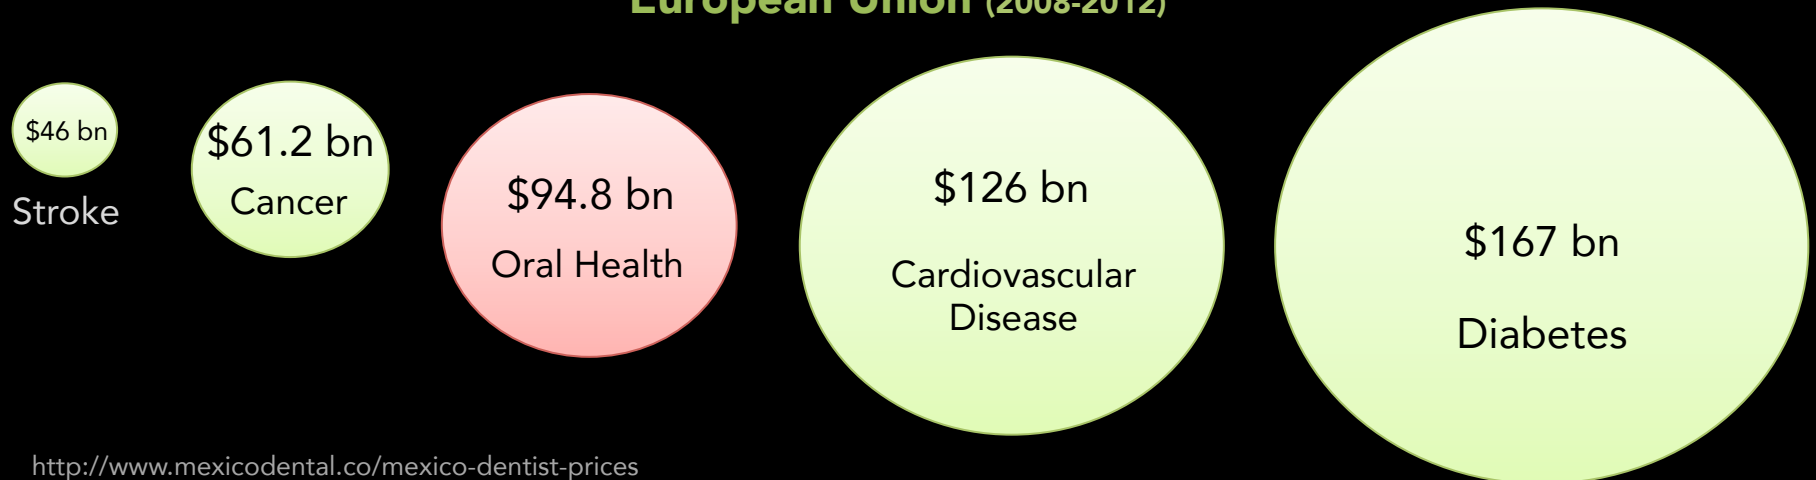 European Union (2008-2012)
$46 bn
Stroke
$61.2 bn
Cancer
$94.8 bn
Oral Health
$126 bn
Cardiovascular
Disease
$167 bn
Diabetes
http://www.mexicodental.co/mexico-dentist-prices